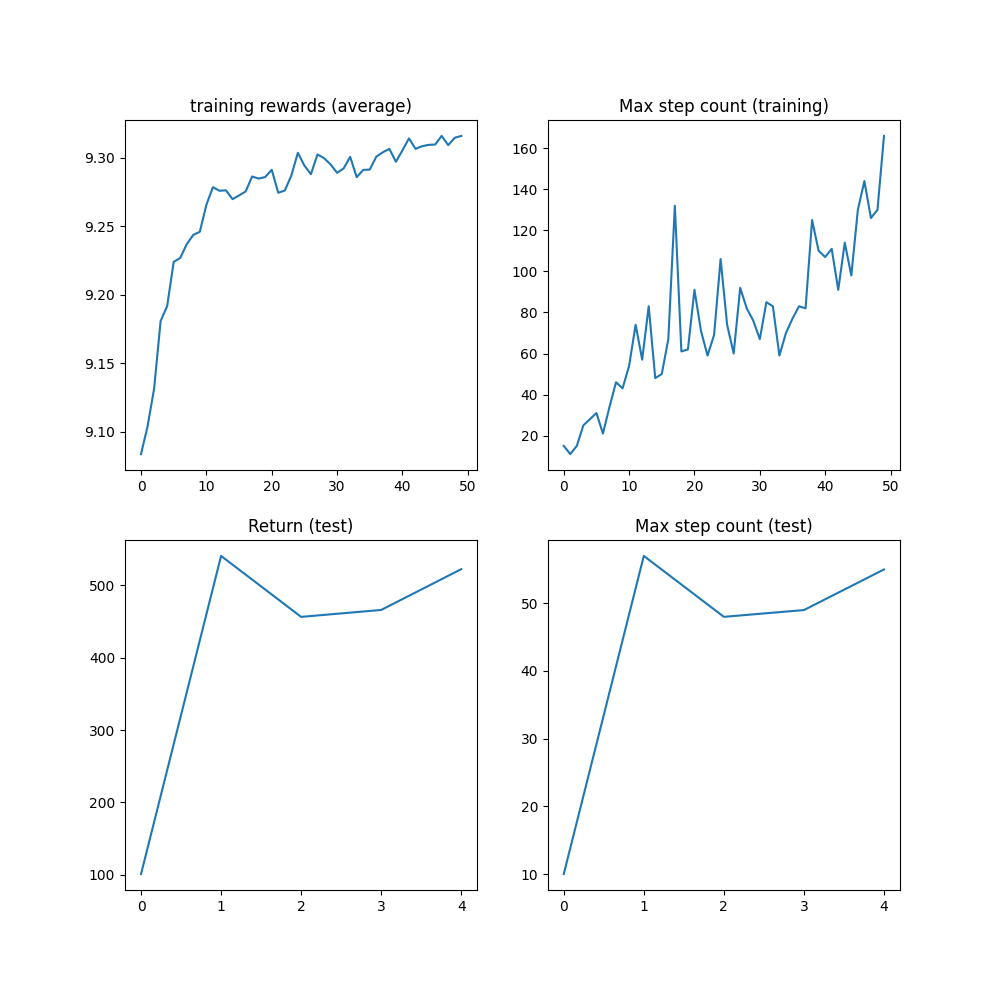 training rewards (average)
9.30
9.25
9.20
9.15
9.10
0 10 20 30 40 50
Max step count (training)
160
140
120
100
80
60
40
20
0 10 20 30 40 50
Return (test)
500
400
300
200
100
0 1 2 3 4
Max step count (test)
50
40
30
20
10
0 1 2 3 4